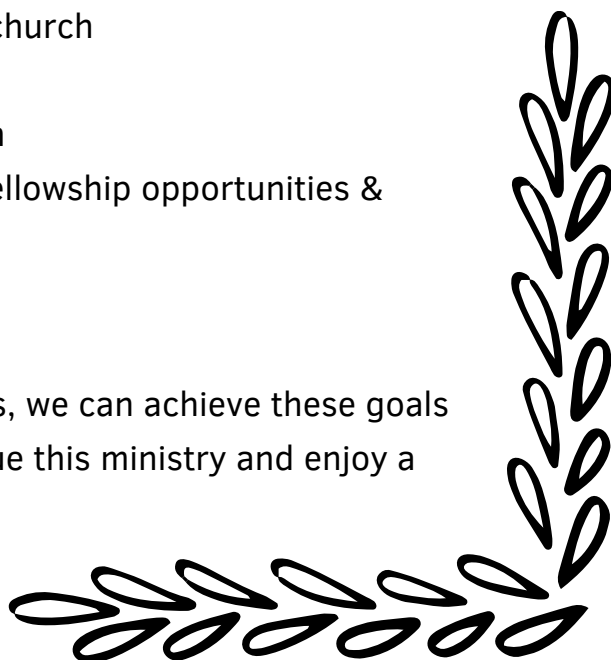 church
ellowship opportunities &
s, we can achieve these goals
ue this ministry and enjoy a